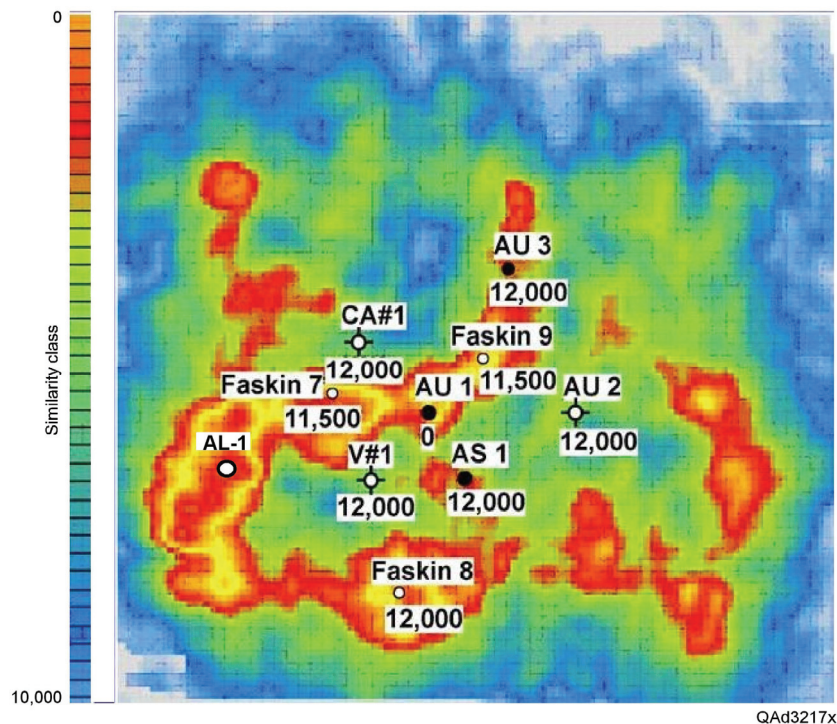 0
Similarity class
10,000
AU 3
12,000
CA#1
12,000
Faskin 9
11,500
Faskin 7
11,500
AU 1
0
AU 2
12,000
AL-1
V#1
12,000
AS 1
12,000
Faskin 8
12,000
QAd3217x